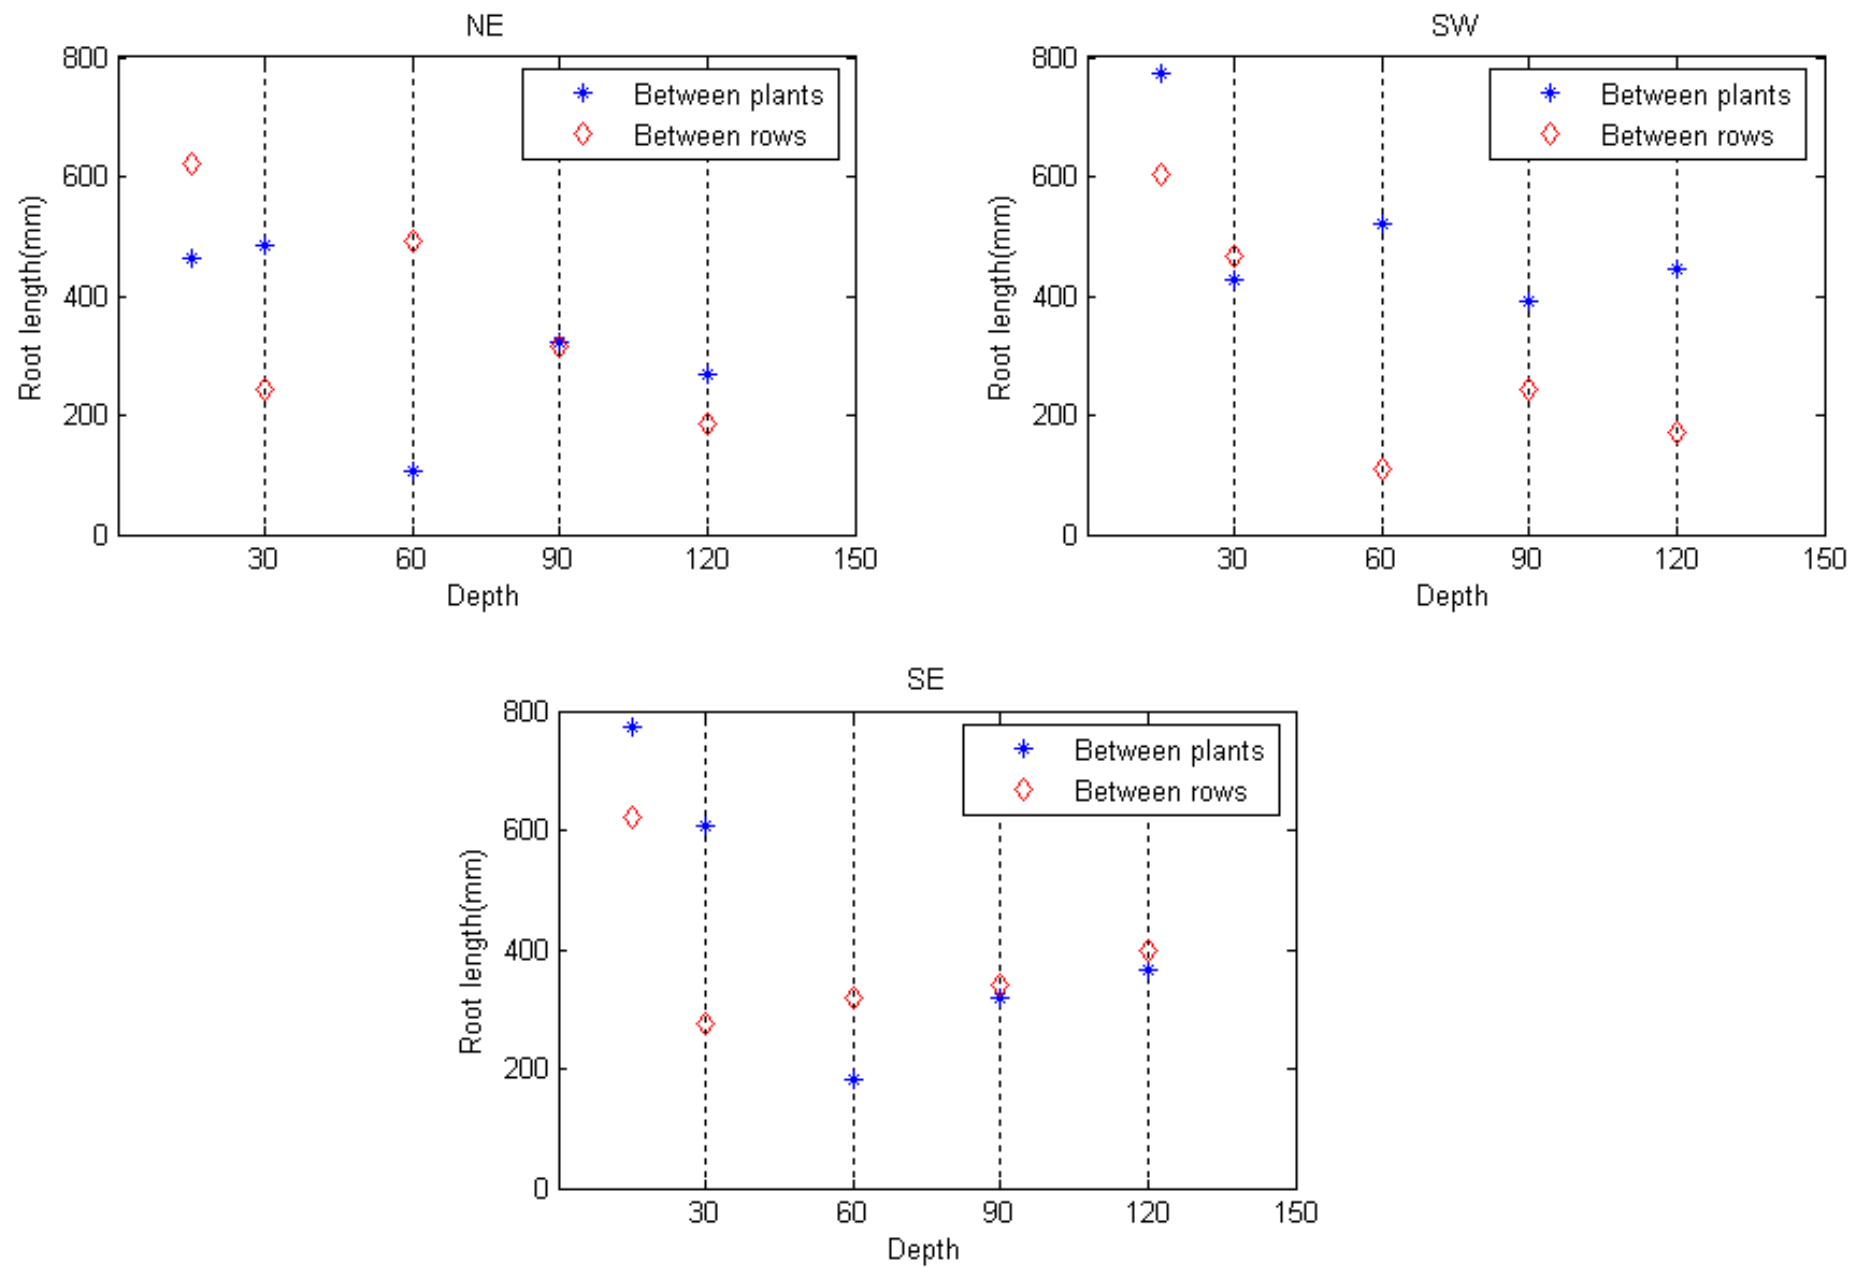 NE
800
600
400
200
0
Root length(mm)
Between plants
Between rows
30 60 90 120 150
Depth
SW
800
600
400
200
0
Root length(mm)
Between plants
Between rows
30 60 90 120 150
Depth
SE
800
600
400
200
0
Root length(mm)
Between plants
Between rows
30 60 90 120 150
Depth